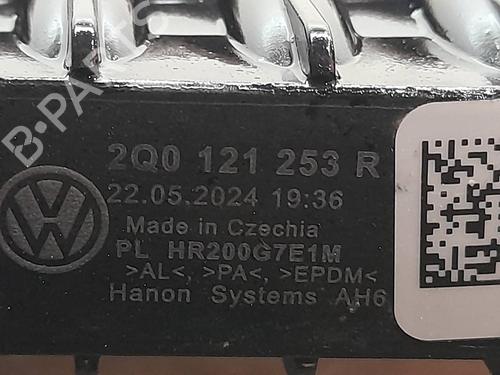 2Q0 121 253 R
22.05.2024 19:36
Made in Czechia
PL HR200G7E1M
>AL<, >PA<, >EPDM<
Hanon Systems AH6
B-PARTS